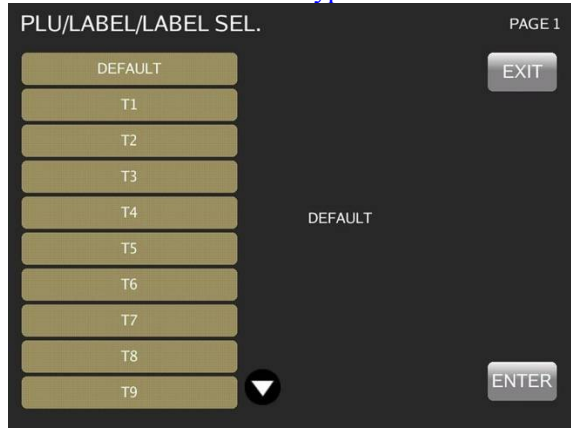 PLU/LABEL/LABEL SEL.
PAGE 1
DEFAULT
EXIT
T1
T2
T3
T4
DEFAULT
T5
T6
T7
T8
T9
ENTER